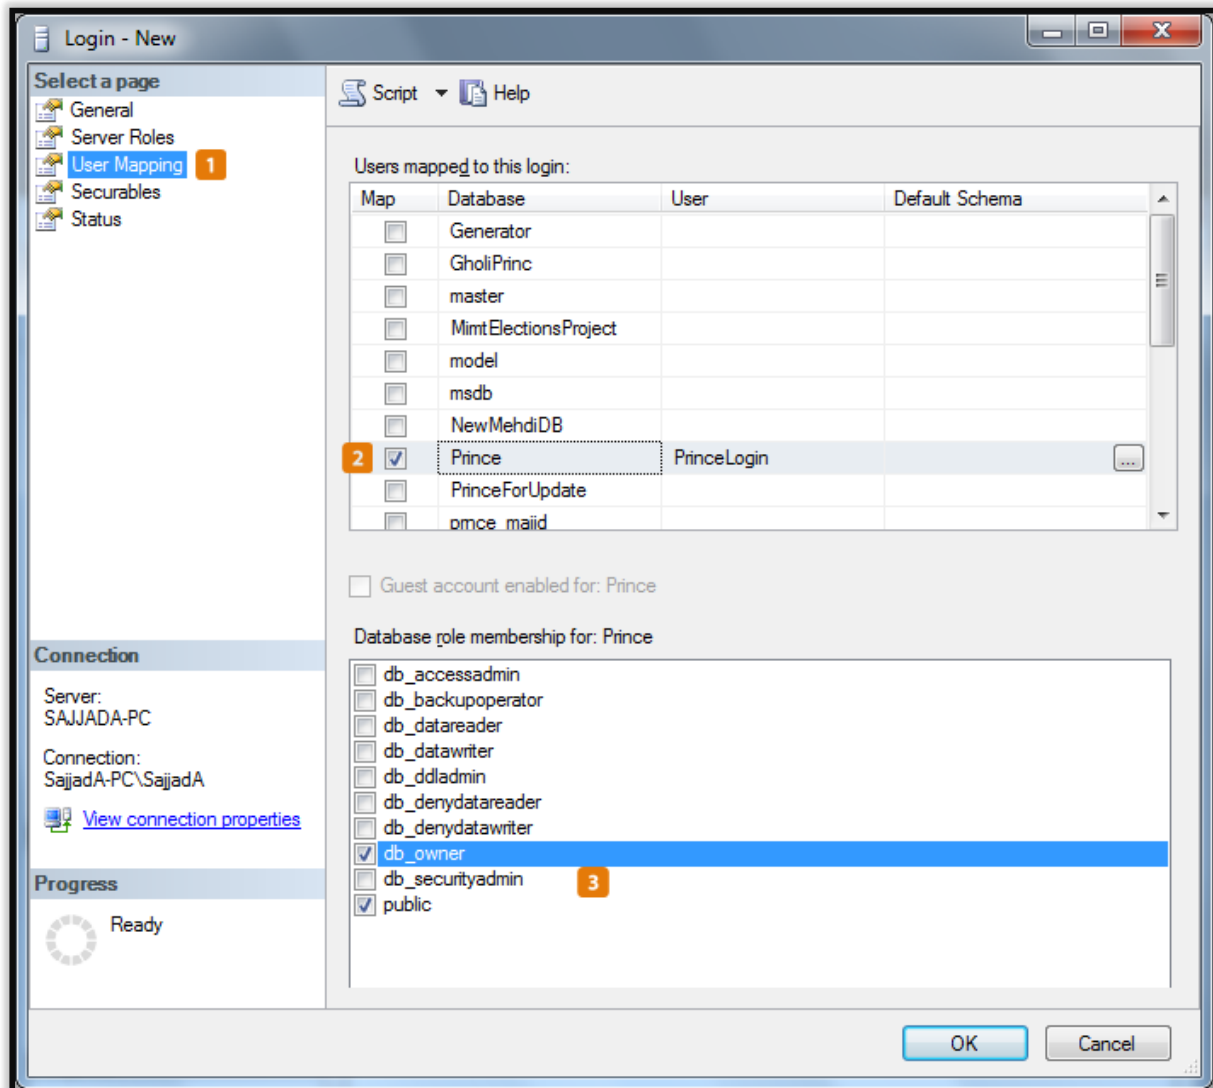 Login - New
Select a page
General
Server Roles
User Mapping 1
Securables
Status
Script Help
Users mapped to this login:
Map Database User Default Schema
Generator
GholiPrinc
master
MimtElectionsProject
model
msdb
NewMehdiDB
2 Prince PrinceLogin ...
PrinceForUpdate
Guest account enabled for: Prince
Database role membership for: Prince
db_accessadmin
db_backupoperator
db_datareader
db_datawriter
db_ddladmin
db_denydatareader
db_denydatawriter
db_owner
db_securityadmin 3
public
Connection
Server:
SAJJADA-PC
Connection:
SajjadA-PC\SajjadA
View connection properties
Progress
Ready
OK Cancel